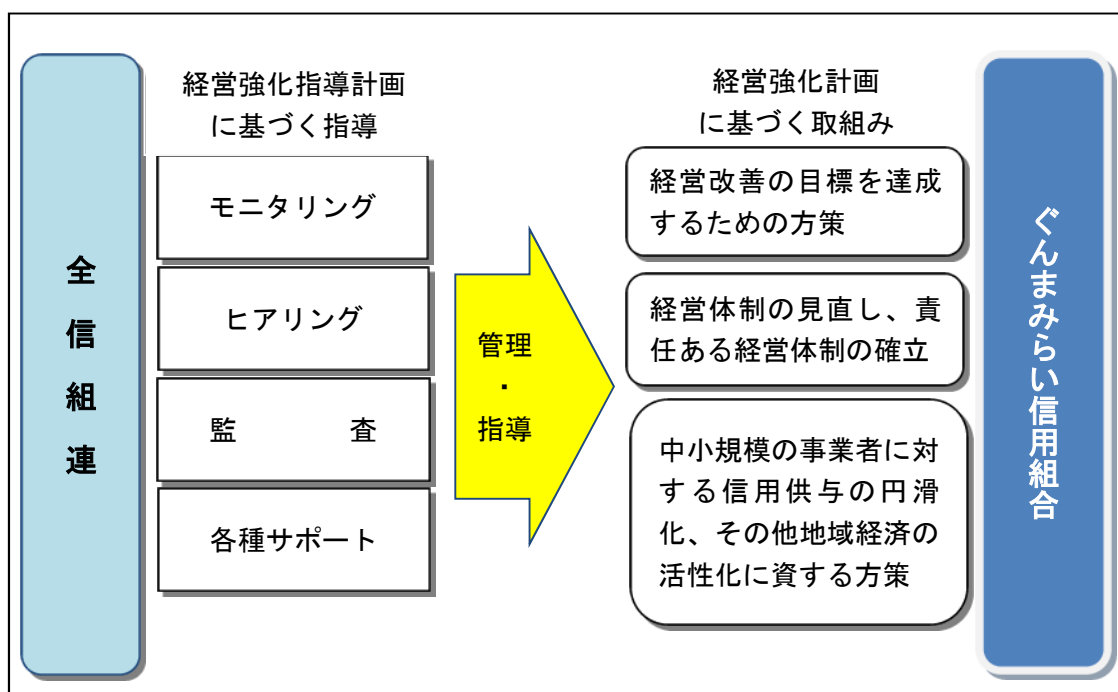 全信組連
経営強化指導計画
に基づく指導
モニタリング
ヒアリング
監　　　査
各種サポート
管理
・
指導
経営強化計画
に基づく取組み
経営改善の目標を達成
するための方策
経営体制の見直し、責
任ある経営体制の確立
中小規模の事業者に対
する信用供与の円滑
化、その他地域経済の
活性化に資する方策
ぐんまみらい信用組合